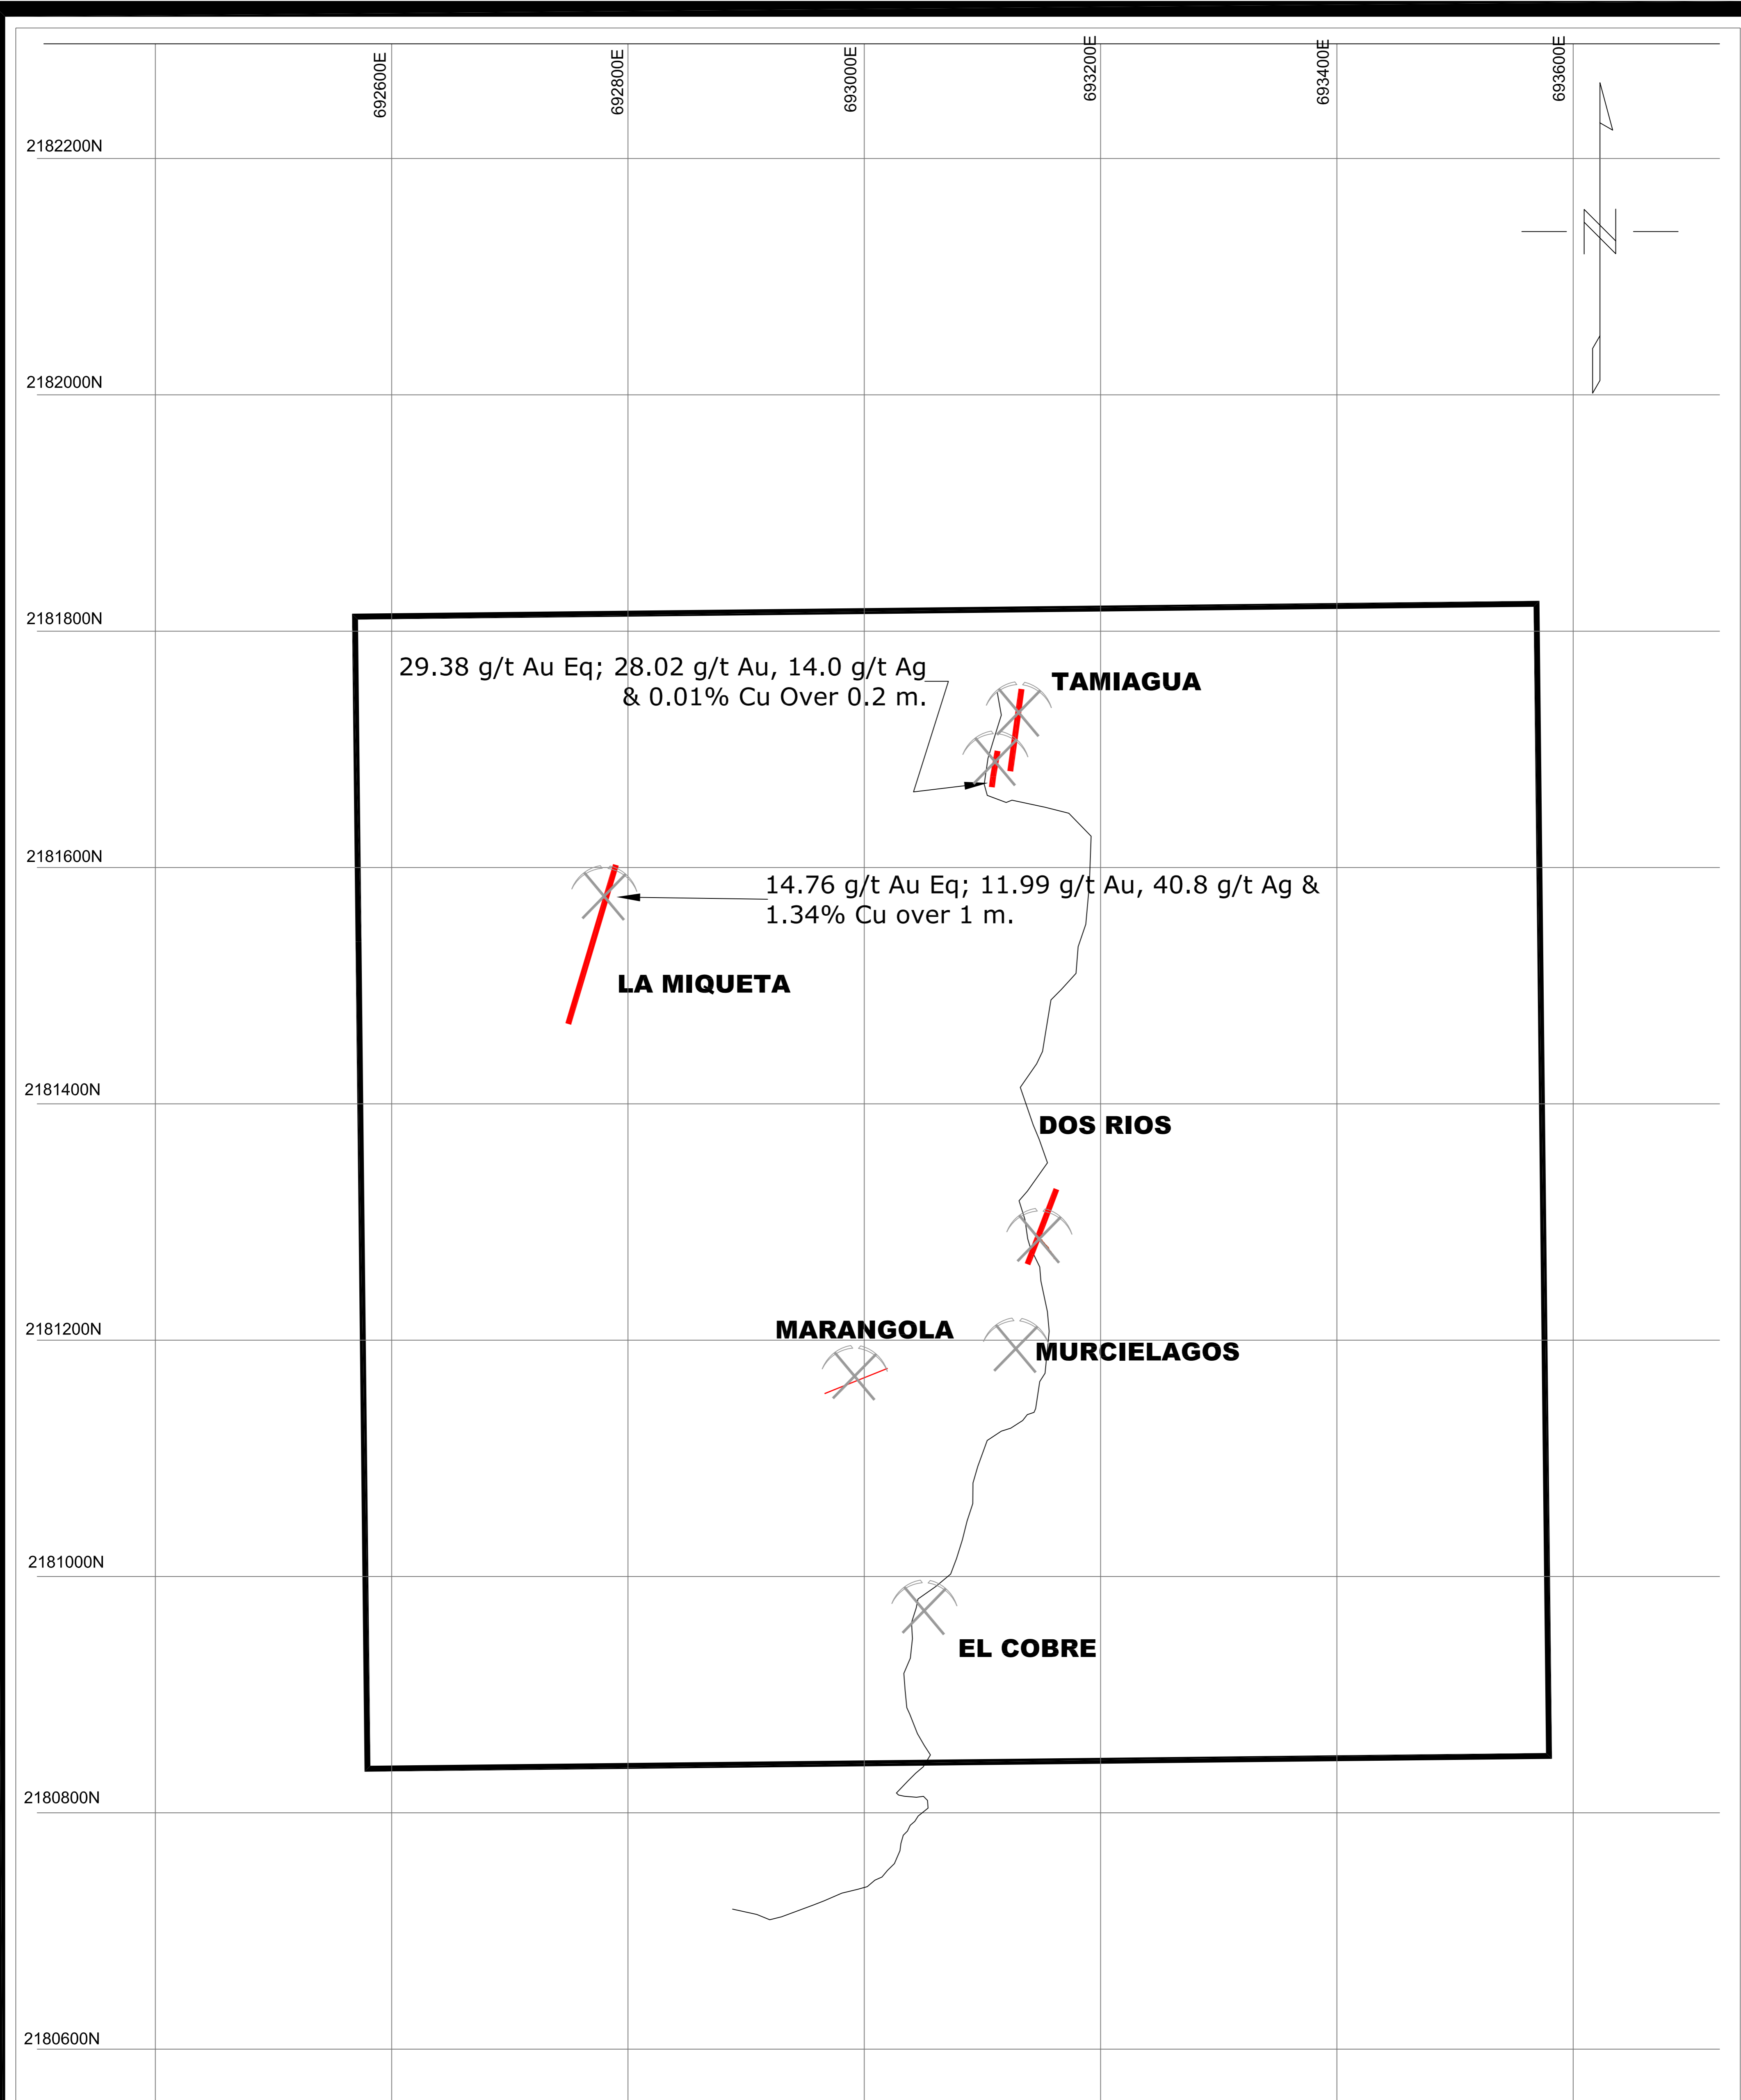 692600E
692800E
693000E
693200E
693400E
693600E
2182200N
N
2182000N
2181800N
29.38 g/t Au Eq; 28.02 g/t Au, 14.0 g/t Ag
& 0.01% Cu Over 0.2 m.
TAMIAGUA
2181600N
14.76 g/t Au Eq; 11.99 g/t Au, 40.8 g/t Ag &
1.34% Cu over 1 m.
LA MIQUETA
2181400N
DOS RIOS
2181200N
MARANGOLA
MURCIELAGOS
2181000N
EL COBRE
2180800N
2180600N